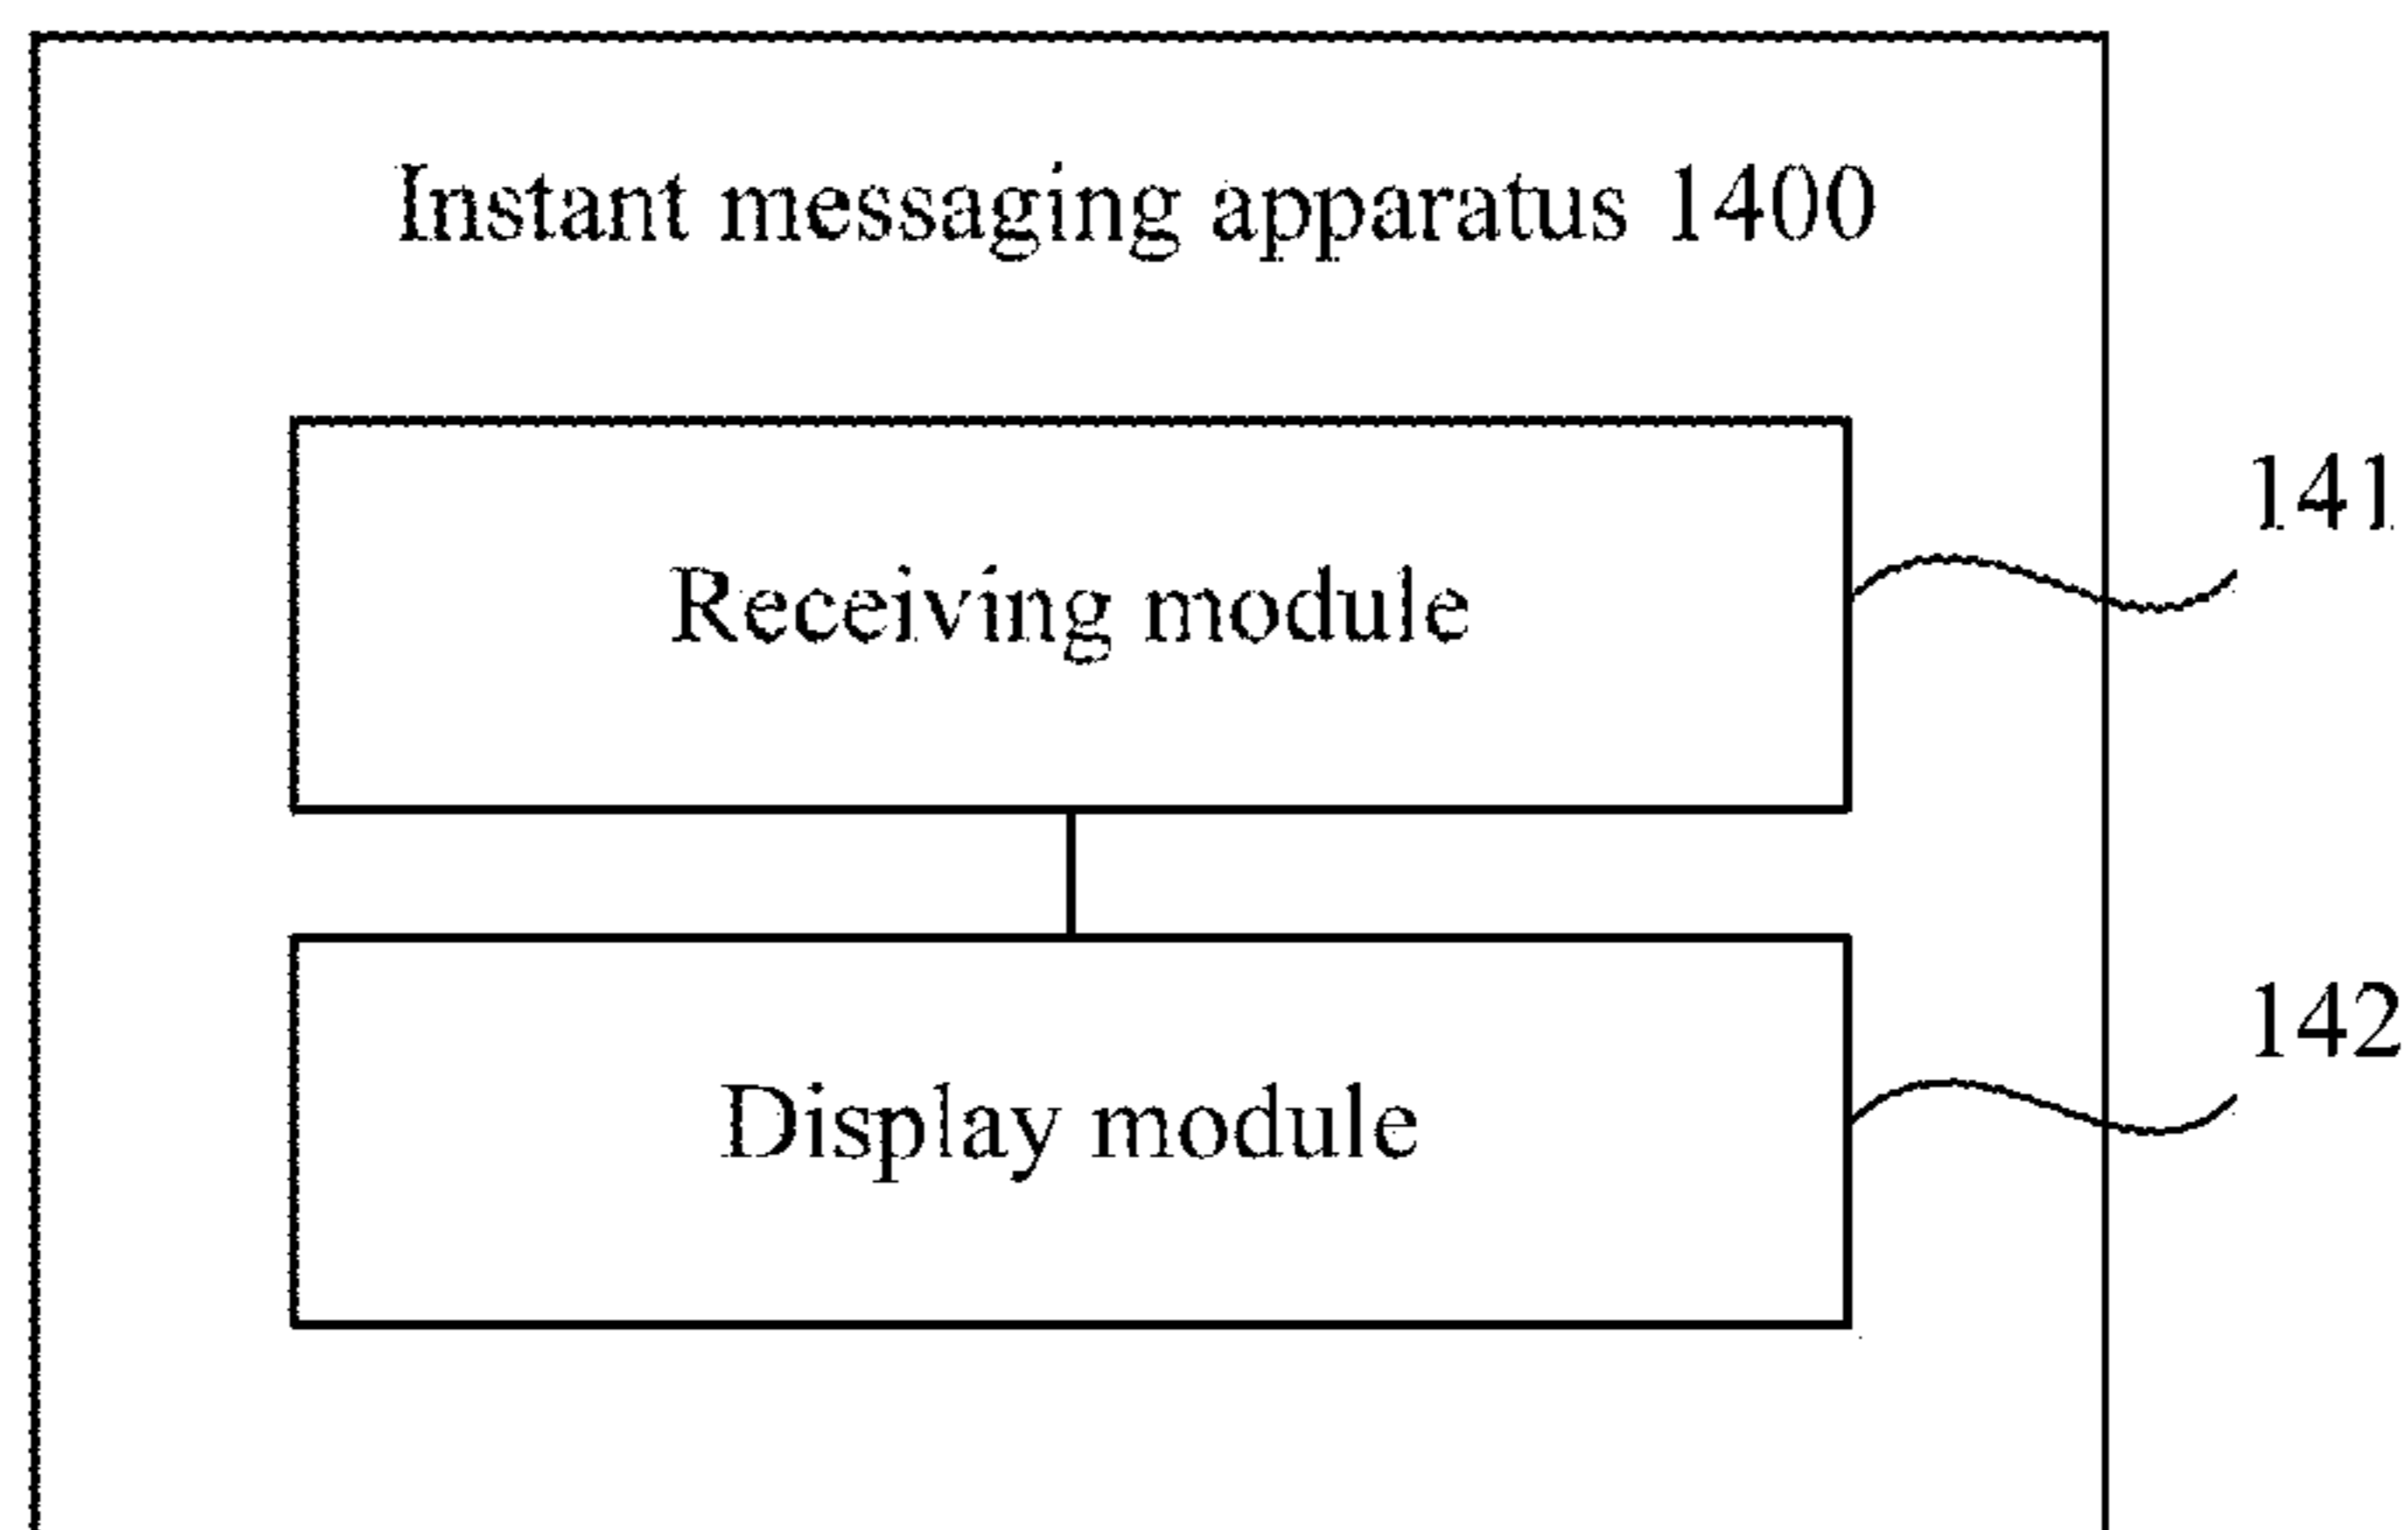 Instant messaging apparatus 1400
141
Receiving module
142
Display module